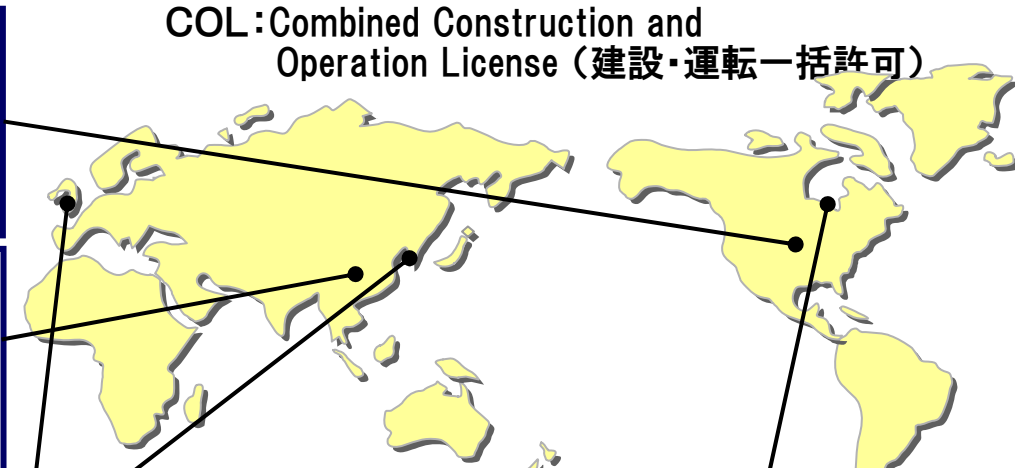 COL:Combined Construction and
Operation License（建設・運転一括許可）